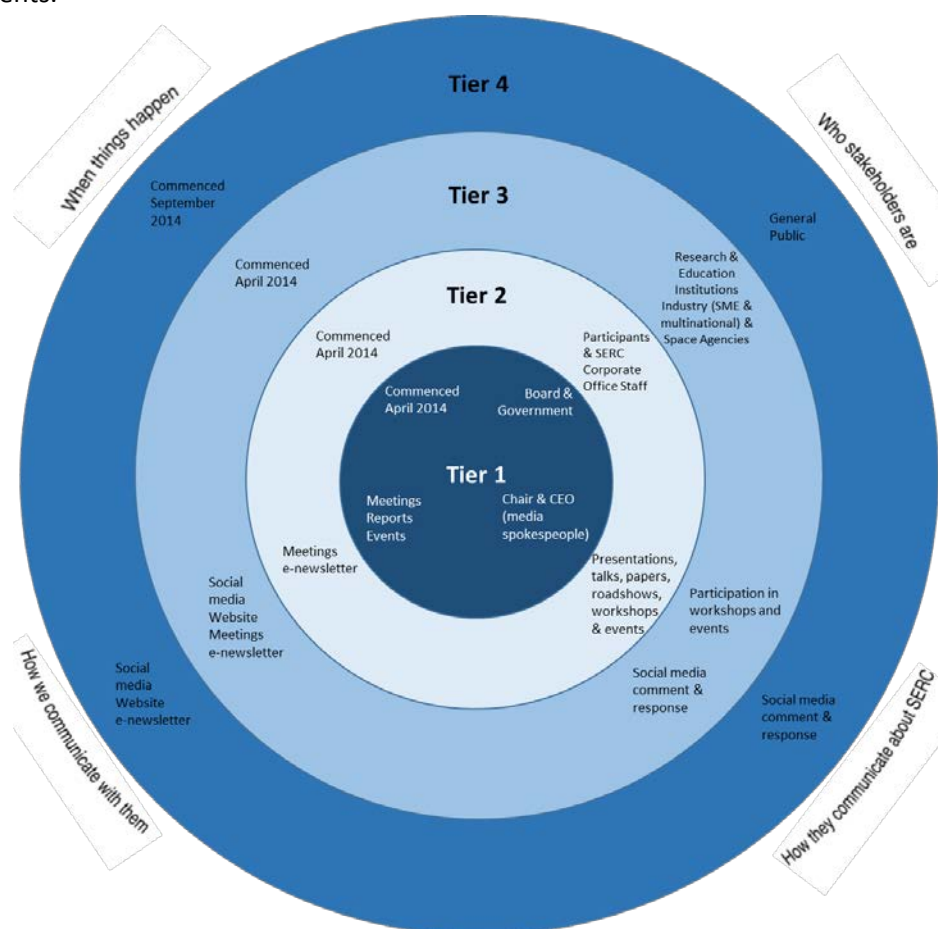 ents.
Tier 4
When things happen
Who stakeholders are
Commenced
September
2014
General
Public
Tier 3
Commenced
April 2014
Research &
Education
Institutions
Industry (SME &
multinational) &
Space Agencies
Tier 2
Commenced
April 2014
Participants
& SERC
Corporate
Office Staff
Commenced
April 2014
Board &
Government
Tier 1
Meetings
Reports
Events
Chair & CEO
(media
spokespeople)
Meetings
e-newsletter
Presentations,
talks, papers,
roadshows,
workshops
& events
Social
media
Website
Meetings
e-newsletter
Participation in
workshops and
events
Social media
comment &
response
Social
media
Website
e-newsletter
Social media
comment &
response
How we communicate with them
How they communicate about SERC